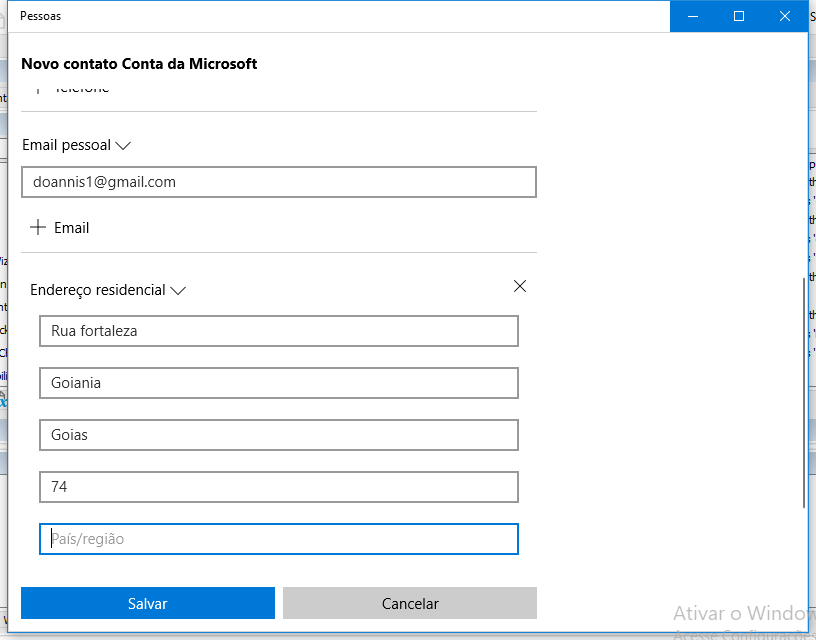 Pessoas
Novo contato Conta da Microsoft
Telefone
Email pessoal
doannis1@gmail.com
Email
Endereço residencial
Rua fortaleza
Goiania
Goias
74
País/região
Salvar
Cancelar
Ativar o Window
Acesse Configurações